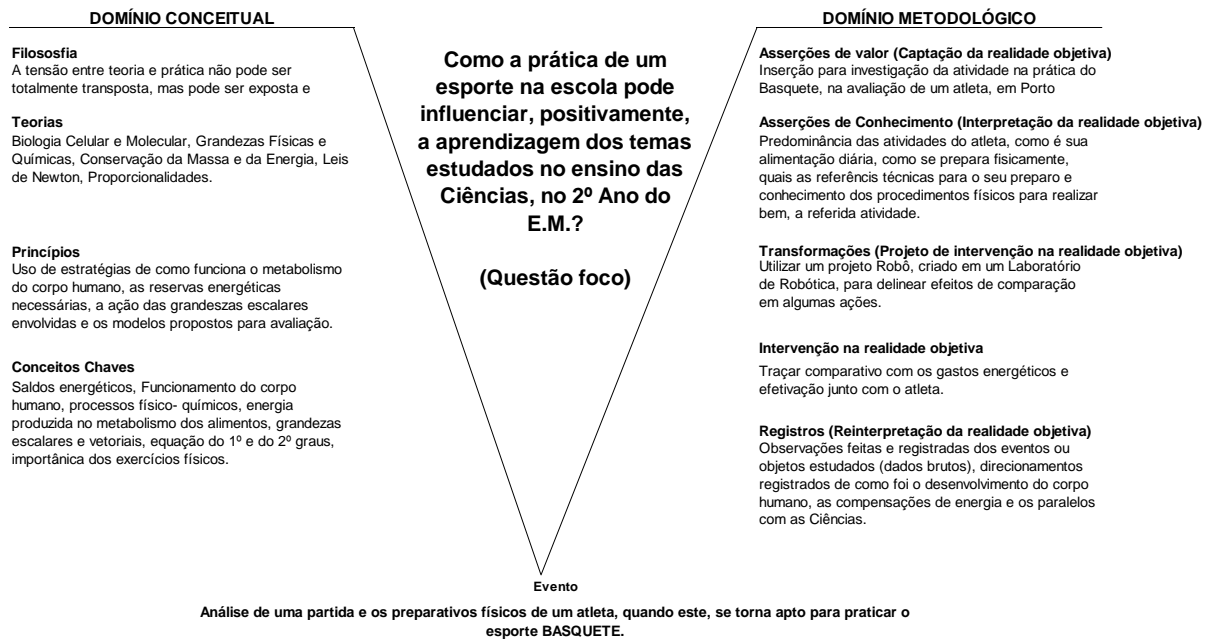 DOMÍNIO CONCEITUAL
Filososfia
A tensão entre teoria e prática não pode ser
totalmente transposta, mas pode ser exposta e
Teorias
Biologia Celular e Molecular, Grandezas Físicas e
Químicas, Conservação da Massa e da Energia, Leis
de Newton, Proporcionalidades.
Princípios
Uso de estratégias de como funciona o metabolismo
do corpo humano, as reservas energéticas
necessárias, a ação das grandeszas escalares
envolvidas e os modelos propostos para avaliação.
Conceitos Chaves
Saldos energéticos, Funcionamento do corpo
humano, processos físico- químicos, energia
produzida no metabolismo dos alimentos, grandezas
escalares e vetoriais, equação do 1º e do 2º graus,
importânica dos exercícios físicos.
Como a prática de um
esporte na escola pode
influenciar, positivamente,
a aprendizagem dos temas
estudados no ensino das
Ciências, no 2º Ano do
E.M.?
(Questão foco)
DOMÍNIO METODOLÓGICO
Asserções de valor (Captação da realidade objetiva)
Inserção para investigação da atividade na prática do
Basquete, na avaliação de um atleta, em Porto
Asserções de Conhecimento (Interpretação da realidade objetiva)
Predominância das atividades do atleta, como é sua
alimentação diária, como se prepara fisicamente,
quais as referêncis técnicas para o seu preparo e
conhecimento dos procedimentos físicos para realizar
bem, a referida atividade.
Transformações (Projeto de intervenção na realidade objetiva)
Utilizar um projeto Robô, criado em um Laboratório
de Robótica, para delinear efeitos de comparação
em algumas ações.
Intervenção na realidade objetiva
Traçar comparativo com os gastos energéticos e
efetivação junto com o atleta.
Registros (Reinterpretação da realidade objetiva)
Observações feitas e registradas dos eventos ou
objetos estudados (dados brutos), direcionamentos
registrados de como foi o desenvolvimento do corpo
humano, as compensações de energia e os paralelos
com as Ciências.
Evento
Análise de uma partida e os preparativos físicos de um atleta, quando este, se torna apto para praticar o
esporte BASQUETE.